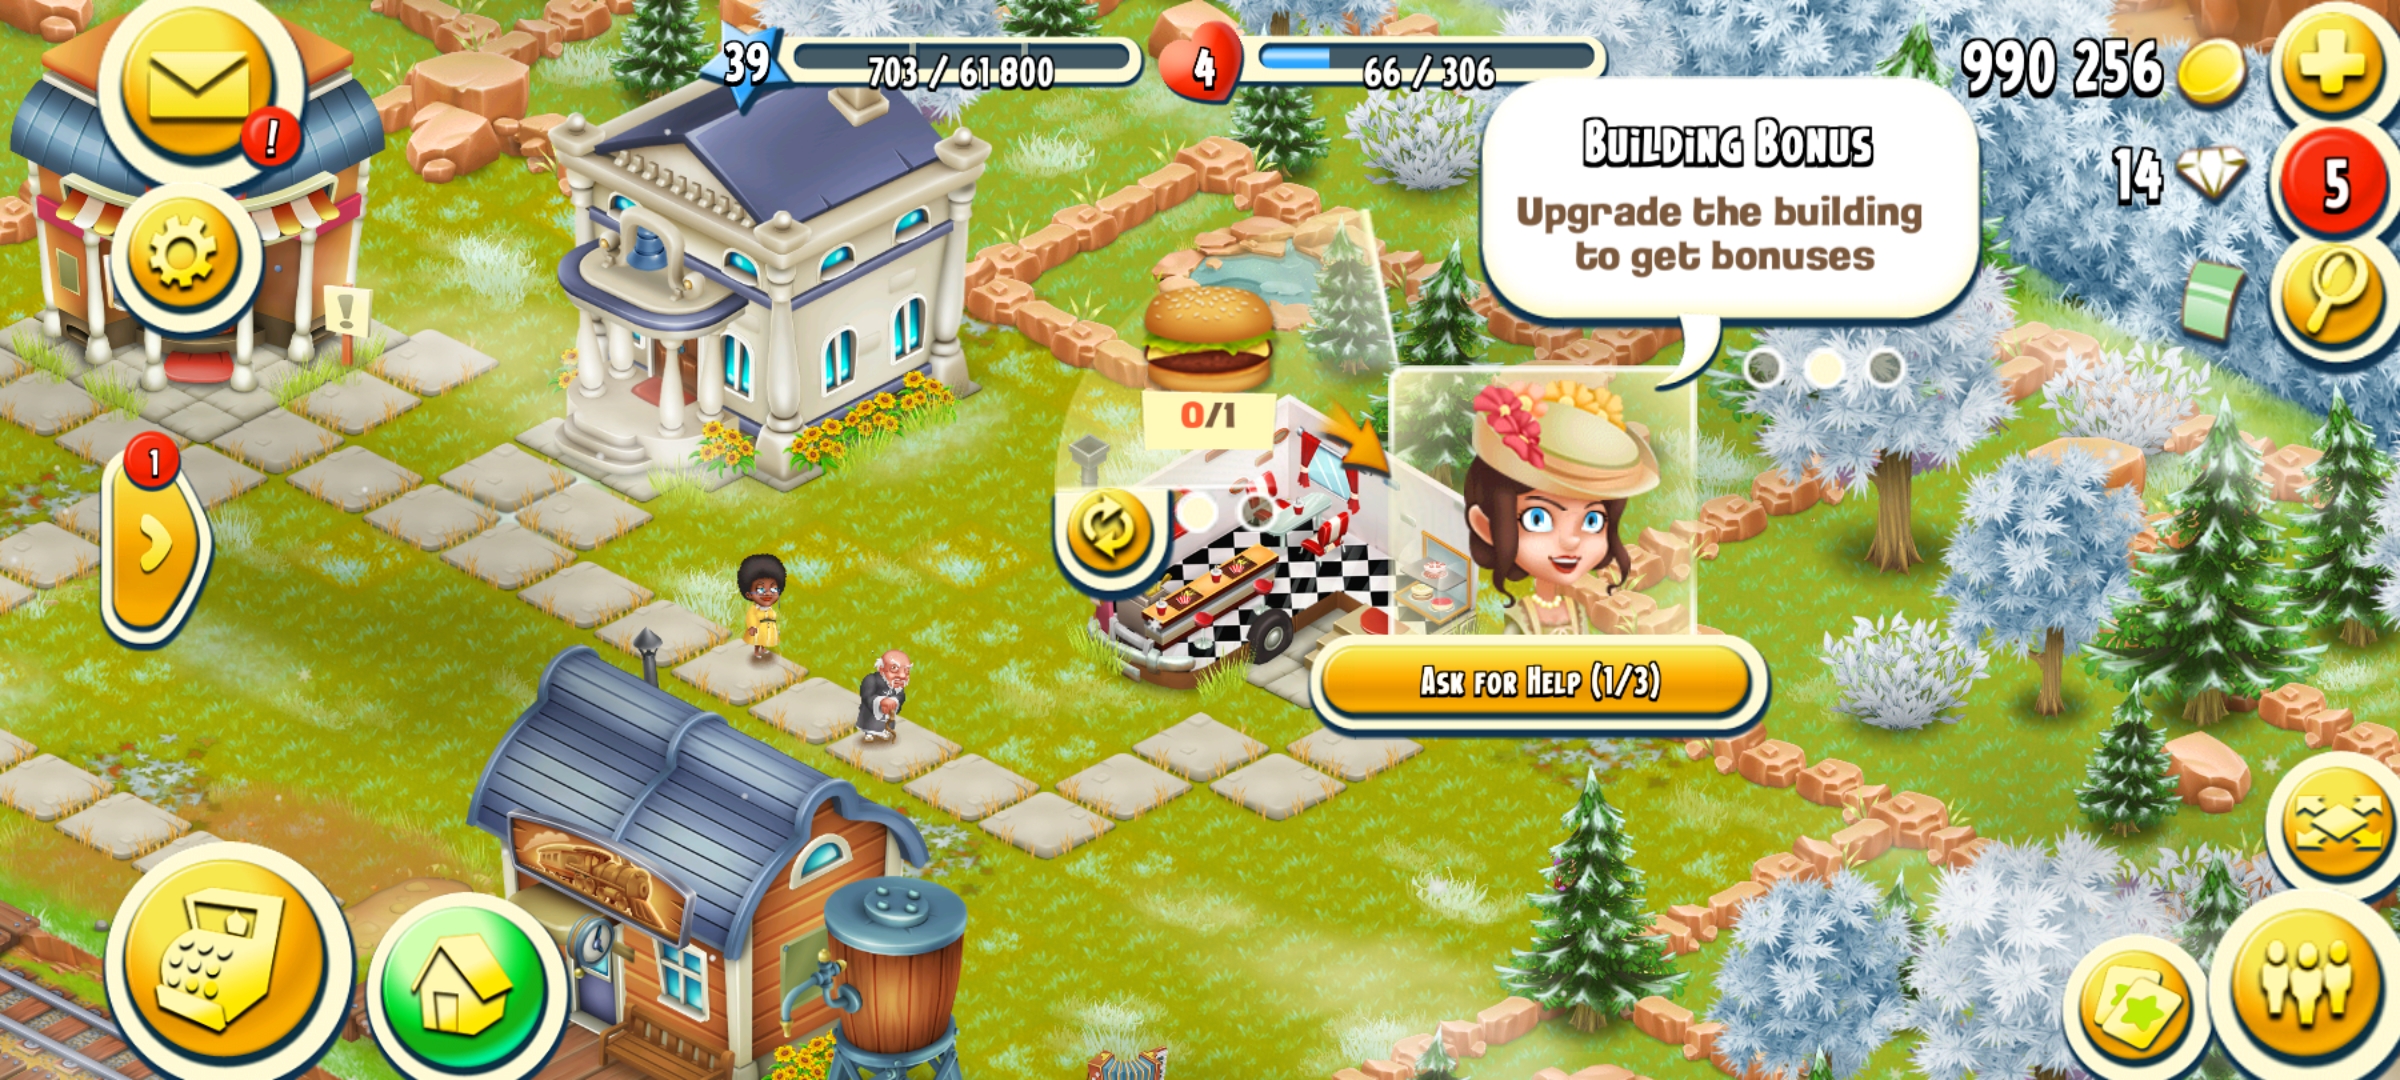 !
39
703 / 61 800
4
66 / 306
990 256
14
5
BUILDING BONUS
Upgrade the building
to get bonuses
!
0/1
1
ASK FOR HELP (1/3)